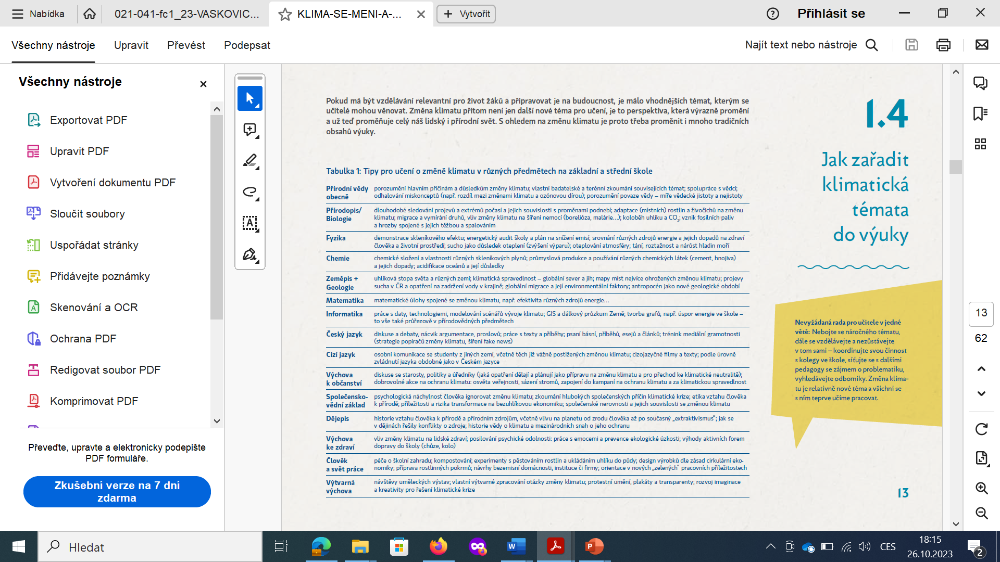 Nabídka
021-041-fc1_23-VASKOVIC...
KLIMA-SE-MENI-A-...
Vytvořit
Přihlásit se
Všechny nástroje
Upravit
Převést
Podepsat
Najít text nebo nástroje
Všechny nástroje
Exportovat PDF
Upravit PDF
Vytvoření dokumentu PDF
Sloučit soubory
Uspořádat stránky
Přidávejte poznámky
Skenování a OCR
Ochrana PDF
Redigovat soubor PDF
Komprimovat PDF
Převeďte, upravte a elektronicky podepište
PDF formuláře.
Zkušební verze na 7 dní
zdarma
Pokud má být vzdělávání relevantní pro život žáků a připravovat je na budoucnost, je málo vhodnějších témat, kterým se
učitelé mohou věnovat. Změna klimatu přitom není jen další nové téma pro učení, je to perspektiva, která výrazně promění
a už teď proměňuje celý náš lidský i přírodní svět. S ohledem na změnu klimatu je proto třeba proměnit i mnoho tradičních
obsahů výuky.
Tabulka 1: Tipy pro učení o změně klimatu v různých předmětech na základní a střední škole
Přírodní vědy
obecně
porozumění hlavním příčinám a důsledkům změny klimatu; vlastní badatelské a terénní zkoumání souvisejících témat; spolupráce s vědci;
odhalování miskonceptů (např. rozdíl mezi změnami klimatu a ozónovou dírou); porozumění povaze vědy – míře vědecké jistoty a nejistoty
Přírodopis/
Biologie
dlouhodobé sledování projevů a extrémů počasí a jejich souvislosti s proměnami podnebí; adaptace (místních) rostlin a živočichů na změnu
klimatu; migrace a vymírání druhů, vliv změny klimatu na šíření nemocí (borelióza, malárie...); koloběh uhlíku a CO₂; vznik fosilních paliv
a hrozby spojené s jejich těžbou a spalováním
Fyzika
demonstrace skleníkového efektu; energetický audit školy a plán na snížení emisí; srovnání různých zdrojů energie a jejich dopadů na zdraví
člověka a životní prostředí; sucho jako důsledek oteplení (zvýšení výparu); oteplování atmosféry; tání, roztažnost a nárůst hladin moří
Chemie
chemické složení a vlastnosti různých skleníkových plynů; průmyslová produkce a používání různých chemických látek (cement, hnojiva)
a jejich dopady; acidifikace oceánů a její důsledky
Zeměpis +
Geologie
uhlíková stopa světa a různých zemí; klimatická spravedlnost – globální sever a jih; mapy míst nejvíce ohrožených změnou klimatu; projevy
sucha v ČR a opatření na zadržení vody v krajině; globální migrace a její environmentální faktory; antropocén jako nové geologické období
Matematika
matematické úlohy spojené se změnou klimatu, např. efektivita různých zdrojů energie...
Informatika
práce s daty, technologiemi, modelování scénářů vývoje klimatu; GIS a dálkový průzkum Země; tvorba grafů, např. úspor energie ve škole –
to vše také průřezově v přírodovědných předmětech
Český jazyk
diskuse a debaty, nácvik argumentace, proslovů; práce s texty a příběhy; psaní básní, příběhů, esejů a článků; trénink mediální gramotnosti
(strategie popíračů změny klimatu, šíření fake news)
Cizí jazyk
osobní komunikace se studenty z jiných zemí, včetně těch již vážně postižených změnou klimatu; cizojazyčné filmy a texty; podle úrovně
zvládnutí jazyka obdobné jako v Českém jazyce
Výchova
k občanství
diskuse se starosty, politiky a úředníky (jaká opatření dělají a plánují jako přípravu na změnu klimatu a pro přechod ke klimatické neutralitě);
dobrovolné akce na ochranu klimatu: osvěta veřejnosti, sázení stromů, zapojení do kampaní na ochranu klimatu a za klimatickou spravedlnost
Společensko-
vědní základ
psychologická náchylnost člověka ignorovat změnu klimatu; zkoumání hlubokých společenských příčin klimatické krize; etika vztahu člověka
k přírodě; příležitosti a rizika transformace na bezuhlíkovou ekonomiku; společenské nerovnosti a jejich souvislosti se změnou klimatu
Dějepis
historie vztahu člověka k přírodě a přírodním zdrojům, včetně vlivu na planetu od zrodu člověka až po současný „extraktivismus“; jak se
v dějinách řešily konflikty o zdroje; historie vědy o klimatu a mezinárodních snah o jeho ochranu
Výchova
ke zdraví
vliv změny klimatu na lidské zdraví; posilování psychické odolnosti: práce s emocemi a prevence ekologické úzkosti; výhody aktivních forem
dopravy do školy (chůze, kolo)
Člověk
a svět práce
péče o školní zahradu; kompostování; experimenty s pěstováním rostlin a ukládáním uhlíku do půdy; design výrobků dle zásad cirkulární eko-
nomiky; příprava rostlinných pokrmů; návrhy bezemisní domácnosti, instituce či firmy; orientace v nových „zelených“ pracovních příležitostech
Výtvarná
výchova
návštěvy uměleckých výstav; vlastní výtvarné zpracování otázky změny klimatu; protestní umění, plakáty a transparenty; rozvoj imaginace
a kreativity pro řešení klimatické krize
1.4
Jak zařadit
klimatická
témata
do výuky
Nevyžádaná rada pro učitele v jedné
větě: Nebojte se náročného tématu,
dále se vzdělávejte a nezůstávejte
v tom sami – koordinujte svou činnost
s kolegy ve škole, síťujte se s dalšími
pedagogy se zájmem o problematiku,
vyhledávejte odborníky. Změna klima-
tu je relativně nové téma a všichni se
s ním teprve učíme pracovat.
13
13
62
Hledat
CES
18:15
26.10.2023
2